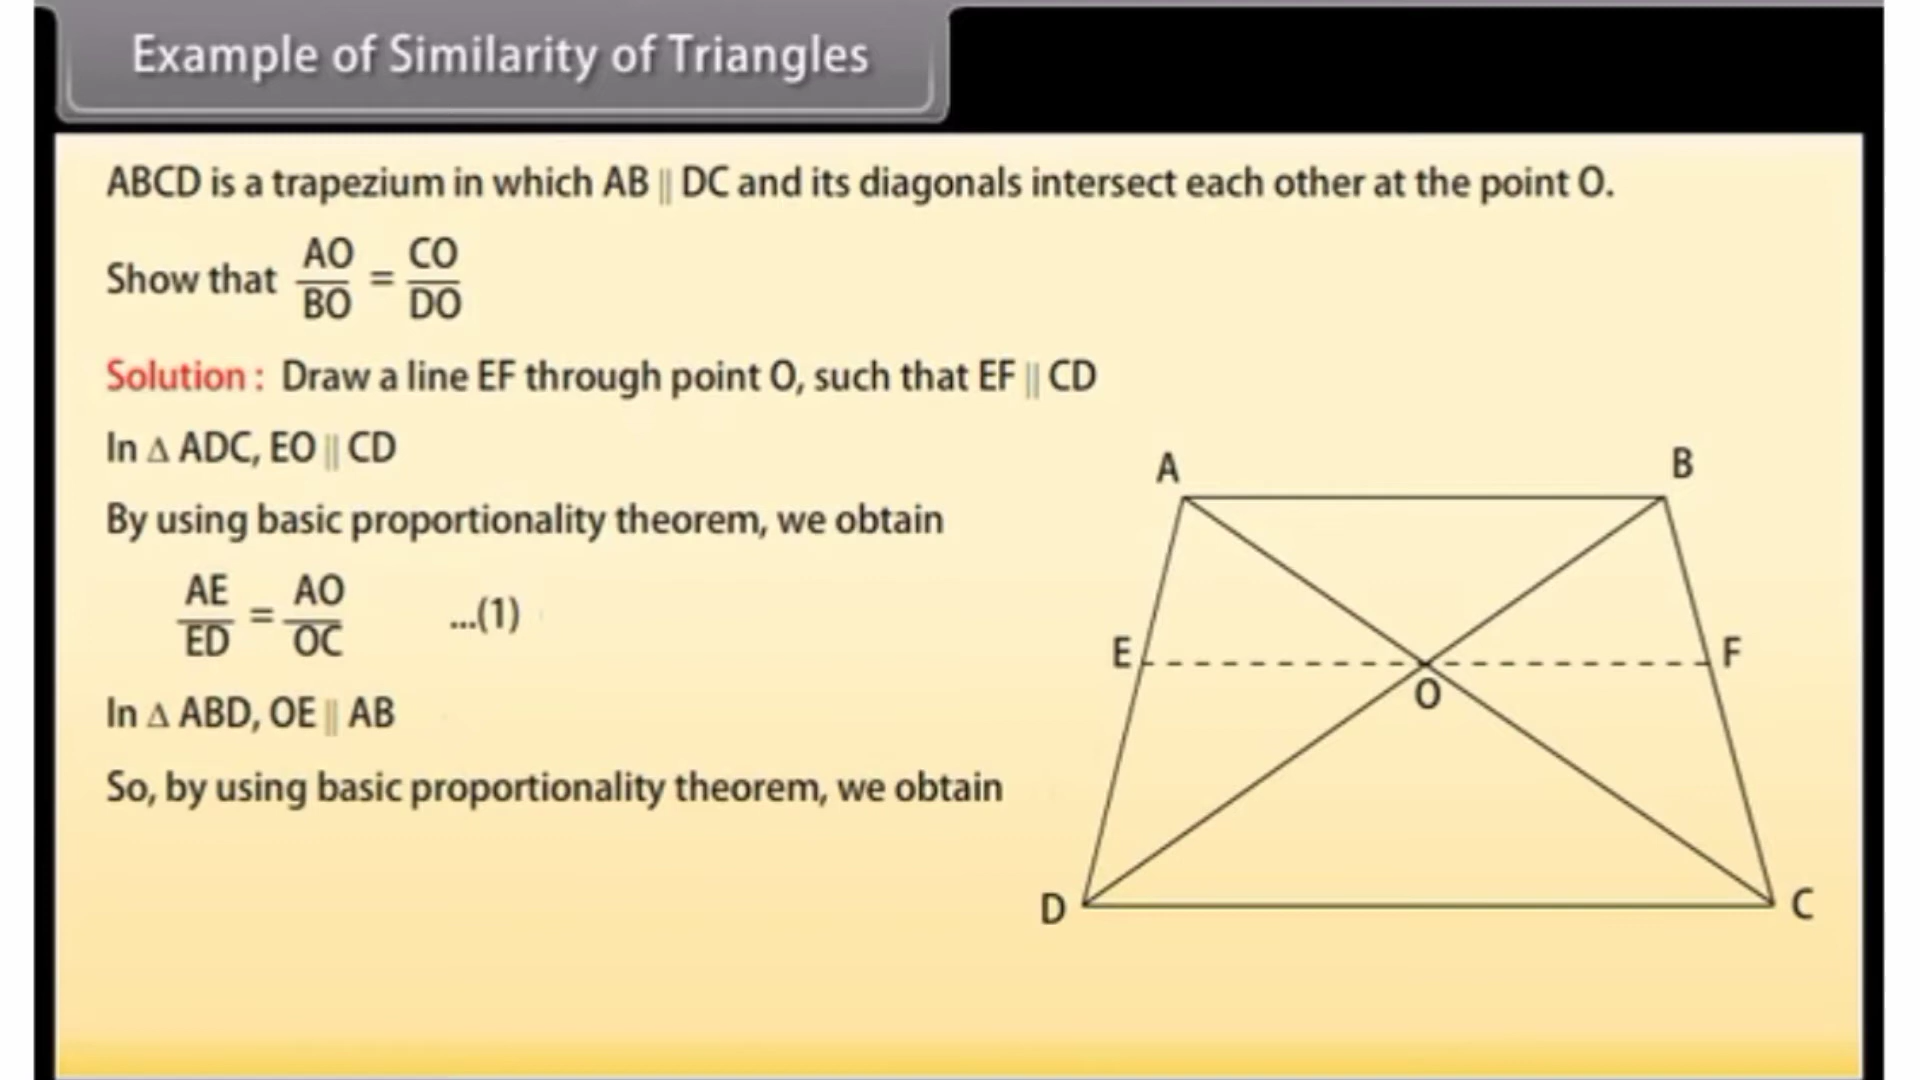 Example of Similarity of Triangles
ABCD is a trapezium in which AB || DC and its diagonals intersect each other at the point O.
Show that AO/BO = CO/DO
Solution : Draw a line EF through point O, such that EF || CD
In Δ ADC, EO || CD
By using basic proportionality theorem, we obtain
AE/ED = AO/OC ...(1)
In Δ ABD, OE || AB
So, by using basic proportionality theorem, we obtain
A B
E F
O
D C